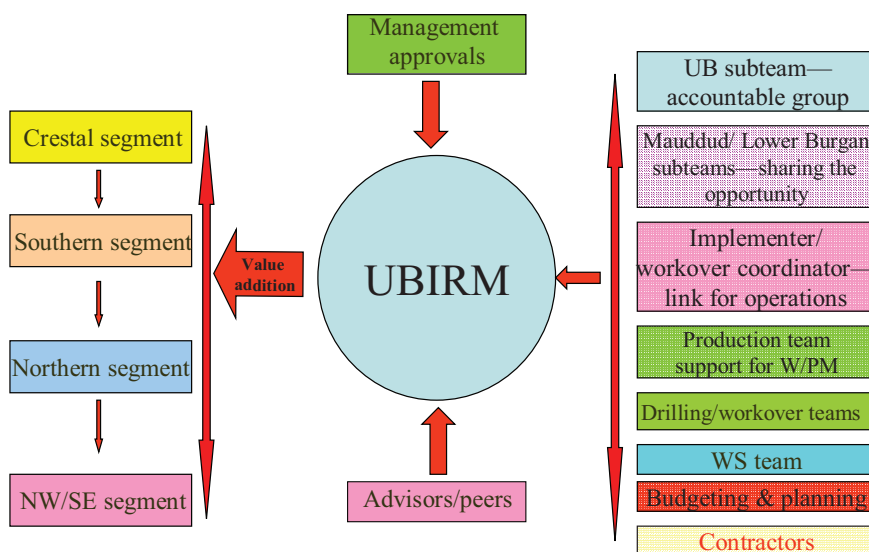 Management
approvals
Crestal segment
Southern segment
Northern segment
NW/SE segment
Value
addition
UBIRM
Advisors/peers
UB subteam—
accountable group
Mauddud/ Lower Burgan
subteams—sharing the
opportunity
Implementer/
workover coordinator—
link for operations
Production team
support for W/PM
Drilling/workover teams
WS team
Budgeting & planning
Contractors